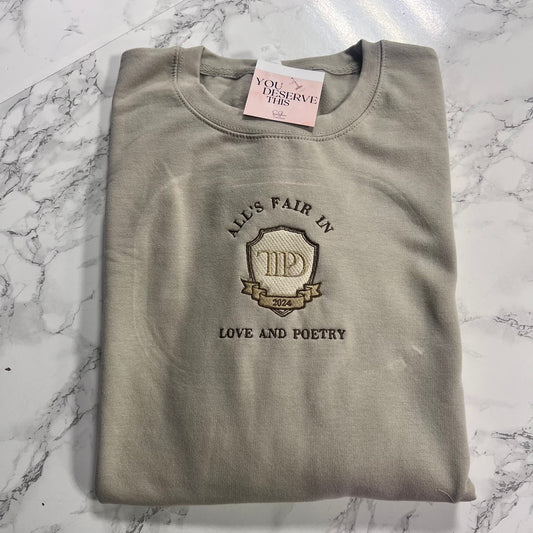 YOU
DESERVE
THIS
ALL'S FAIR IN
TTPD
2024
LOVE AND POETRY